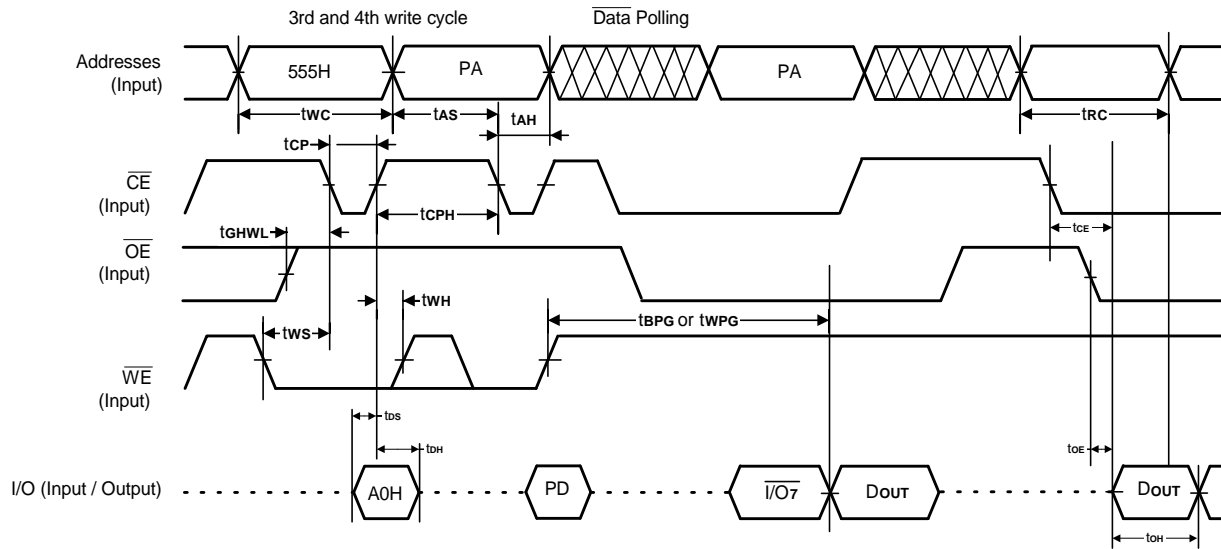 3rd and 4th write cycle
Data Polling
Addresses
(Input)
555H
PA
PA
tWC
tAS
tAH
tRC
tCP
CE
(Input)
tCPH
tCE
tGHWL
OE
(Input)
tWH
tBPG or tWPG
tWS
WE
(Input)
tDS
tDH
tOE
I/O (Input / Output)
A0H
PD
I/O7
DOUT
DOUT
tOH